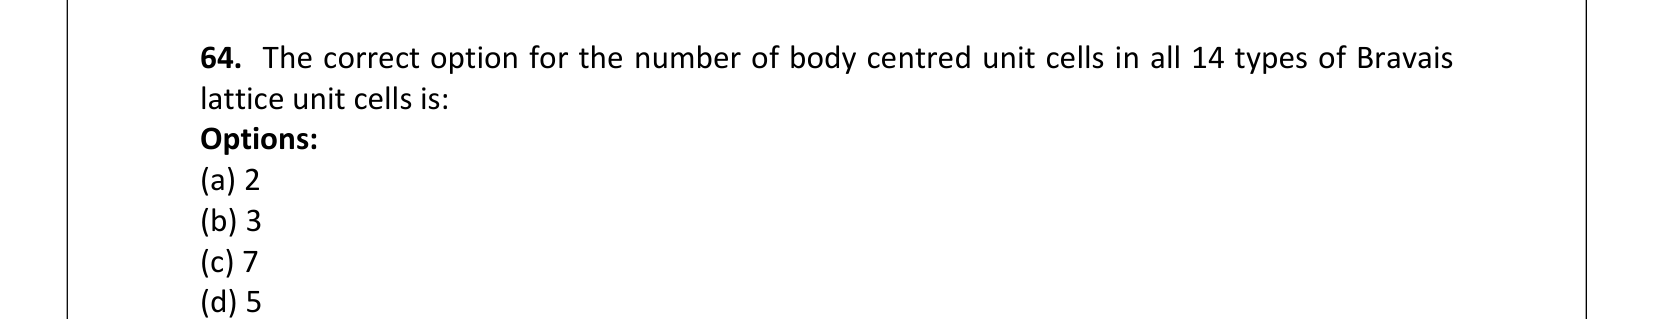 64. The correct option for the number of body centred unit cells in all 14 types of Bravais
lattice unit cells is:
Options:
(a) 2
(b) 3
(c) 7
(d) 5